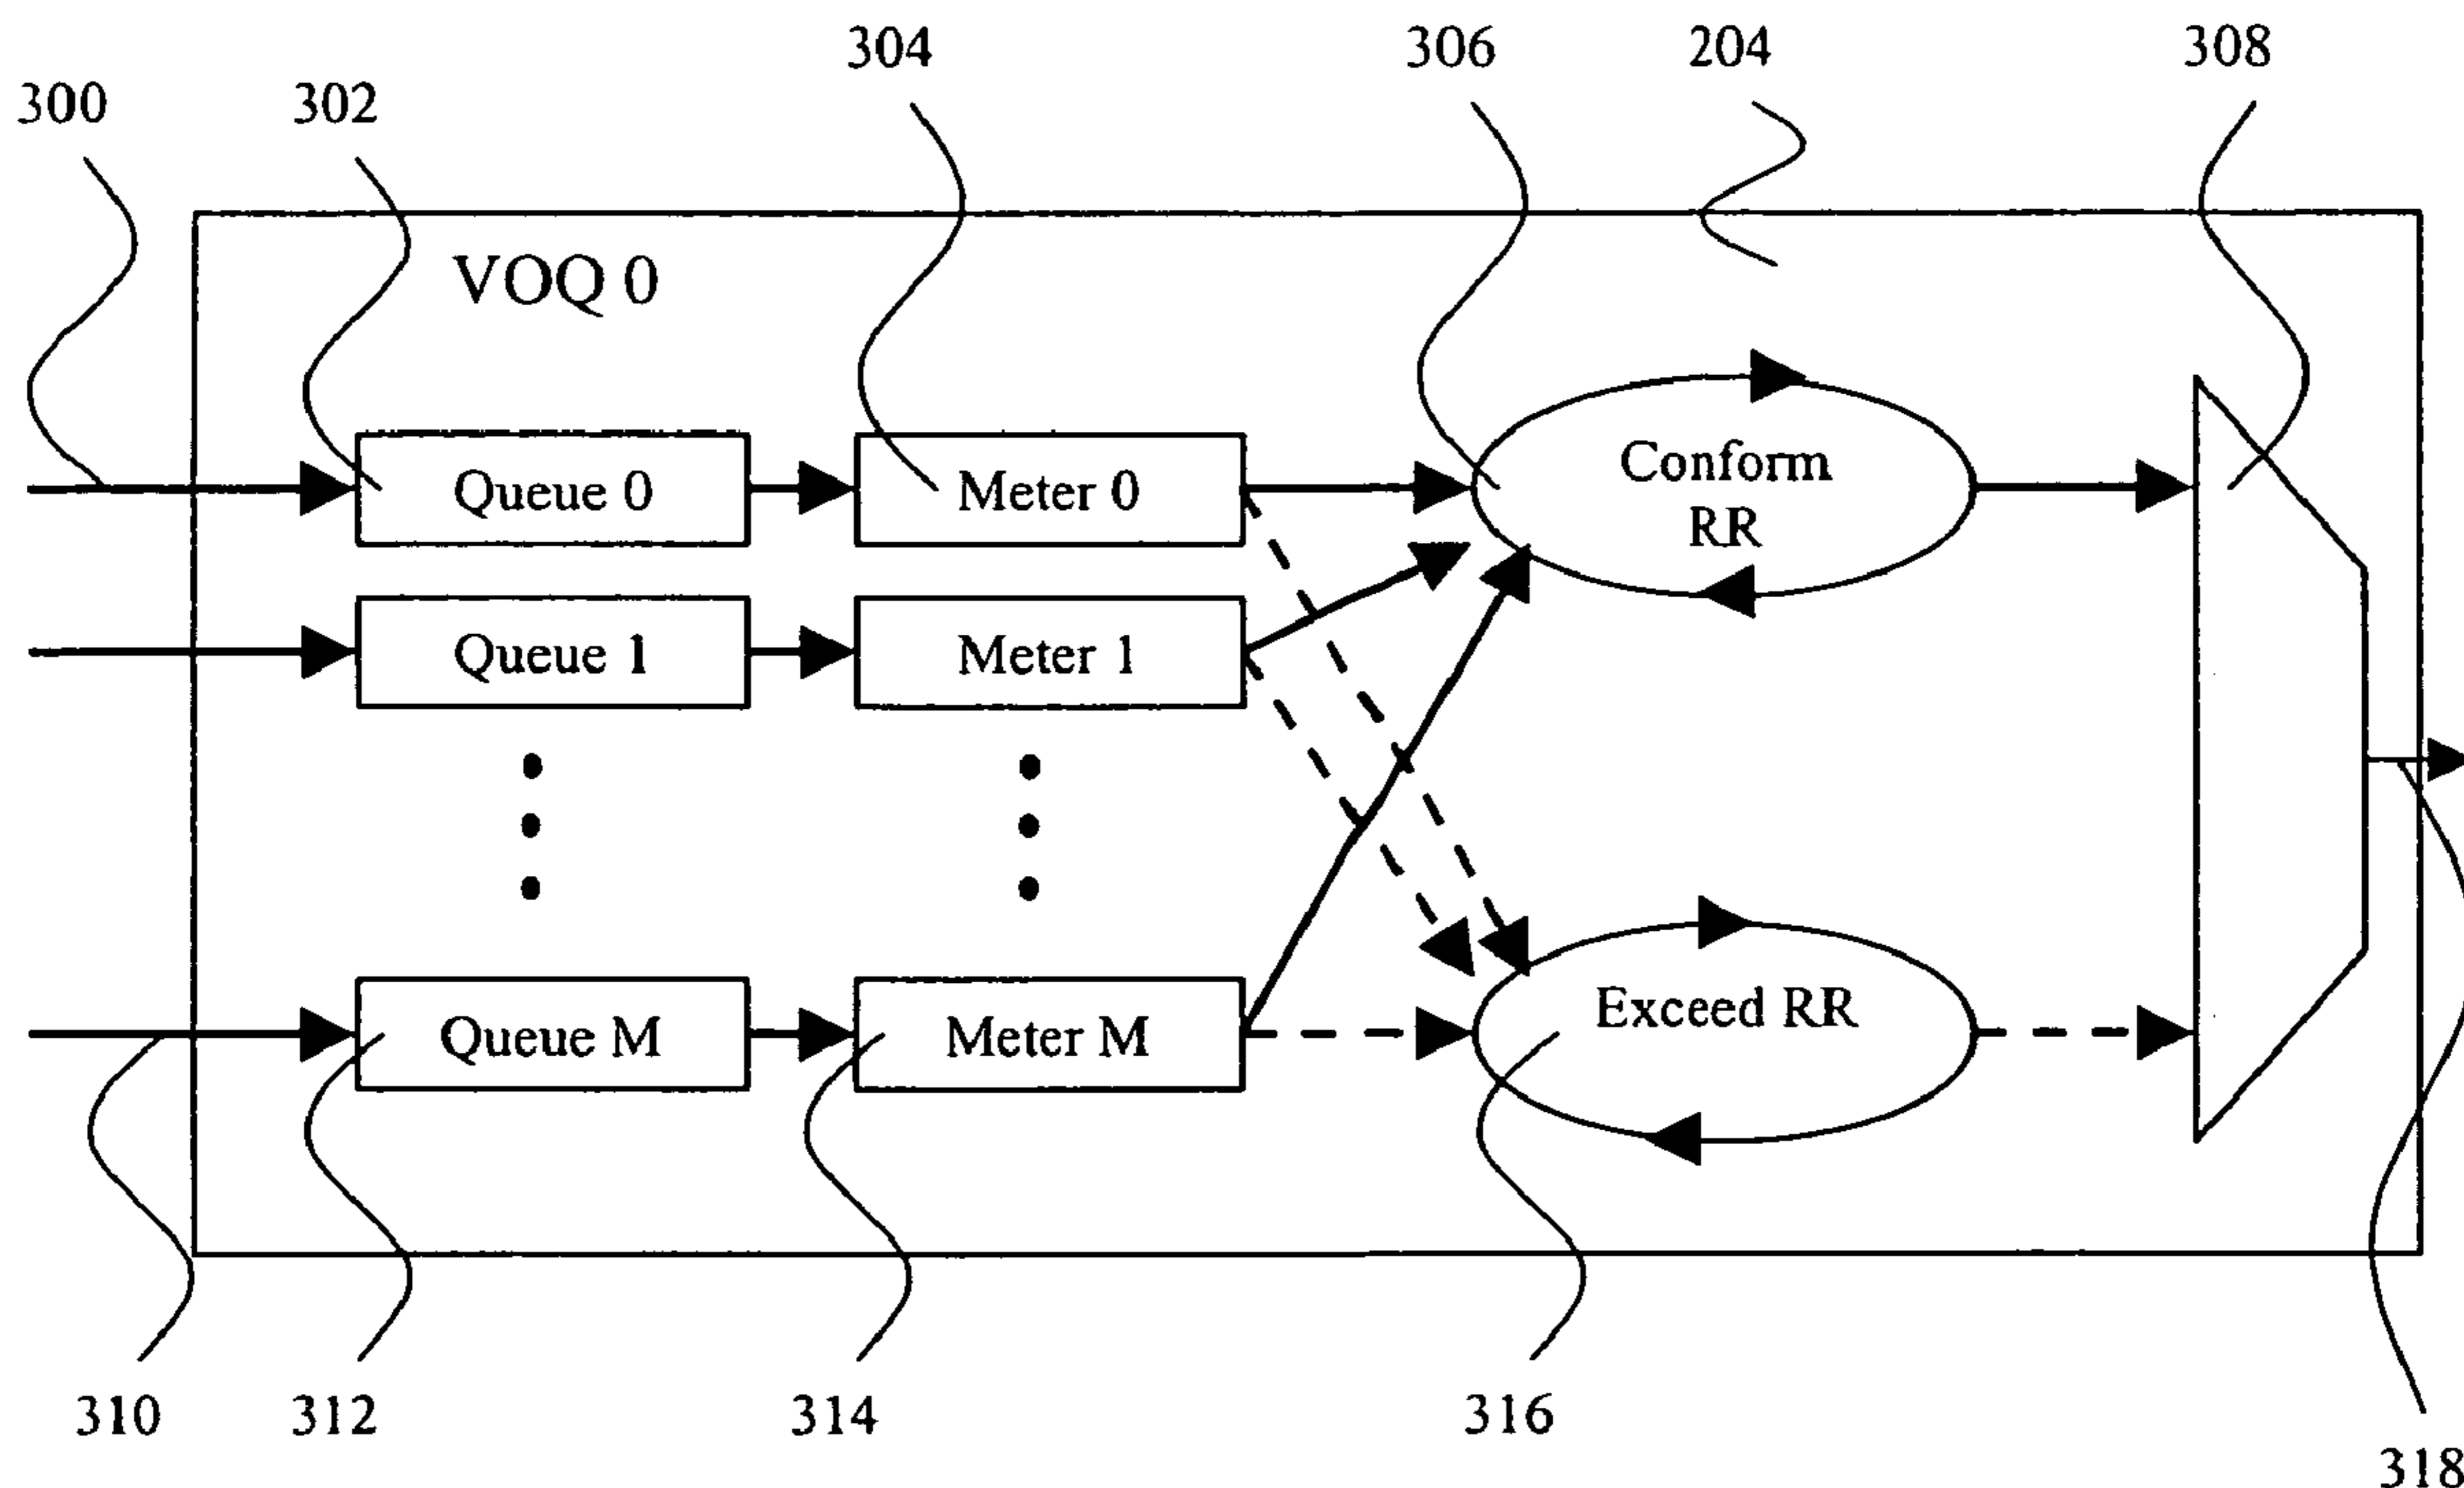 304
306
204
308
300
302
VOQ 0
Conform
RR
Queue 0
Meter 0
Queue 1
Meter 1
Exceed RR
Queue M
Meter M
310
312
314
316
318